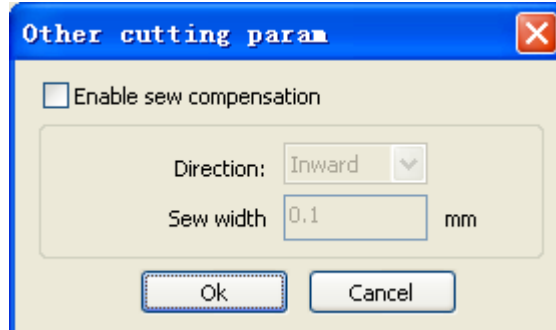 Other cutting param
Enable sew compensation
Direction: Inward
Sew width 0.1 mm
Ok Cancel